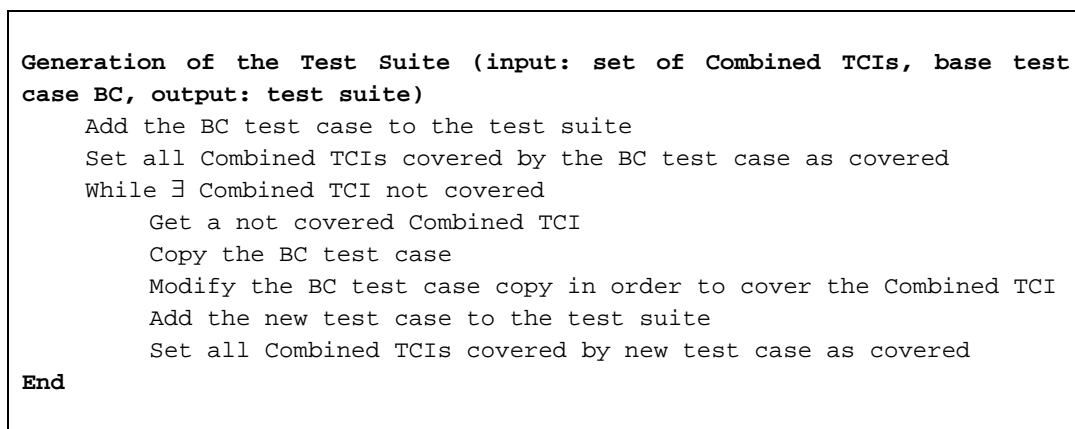 Generation of the Test Suite (input: set of Combined TCIs, base test
case BC, output: test suite)
Add the BC test case to the test suite
Set all Combined TCIs covered by the BC test case as covered
While ∃ Combined TCI not covered
Get a not covered Combined TCI
Copy the BC test case
Modify the BC test case copy in order to cover the Combined TCI
Add the new test case to the test suite
Set all Combined TCIs covered by new test case as covered
End